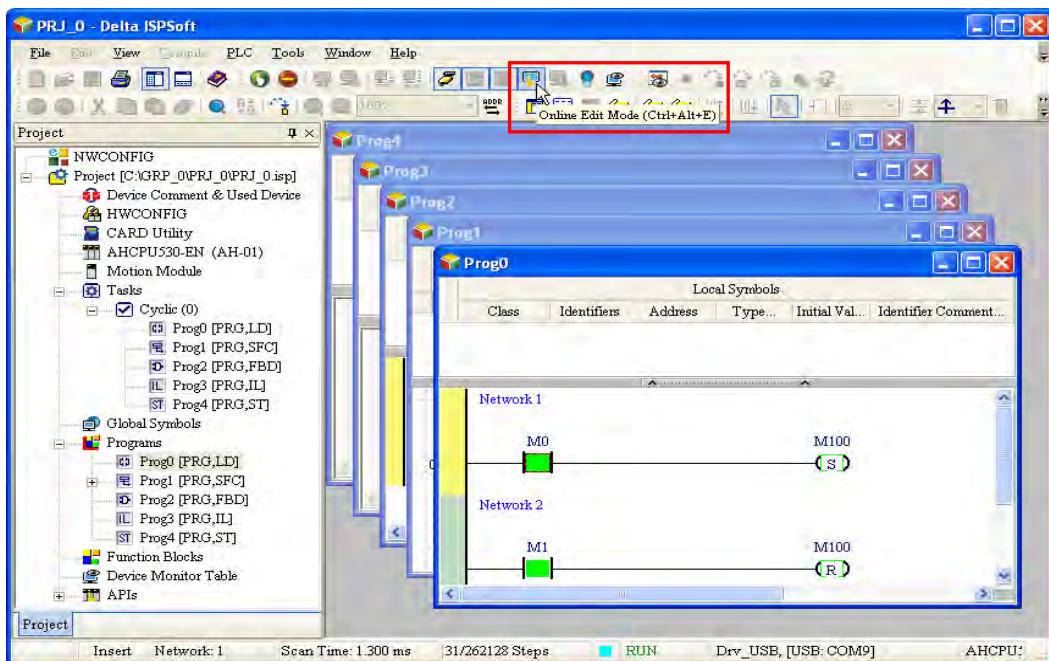 PRJ_0 - Delta ISPSoft
File Edit View Compile PLC Tools Window Help
ADDR
Online Edit Mode (Ctrl+Alt+E)
Project
NWCONFIG
Project [C:\GRP_0\PRJ_0\PRJ_0.isp]
Device Comment & Used Device
HWCONFIG
CARD Utility
AHCPU530-EN (AH-01)
Motion Module
Tasks
Cyclic (0)
Prog0 [PRG,LD]
Prog1 [PRG,SFC]
Prog2 [PRG,FBD]
Prog3 [PRG,IL]
Prog4 [PRG,ST]
Global Symbols
Programs
Prog0 [PRG,LD]
Prog1 [PRG,SFC]
Prog2 [PRG,FBD]
Prog3 [PRG,IL]
Prog4 [PRG,ST]
Function Blocks
Device Monitor Table
APIs
Project
Prog4
Prog3
Prog2
Prog1
Prog0
Local Symbols
Class Identifiers Address Type... Initial Val... Identifier Comment...
Network 1
M0 M100
S
Network 2
M1 M100
R
Insert Network: 1 Scan Time: 1.300 ms 31/262128 Steps RUN Drv_USB, [USB: COM9] AHCPU: